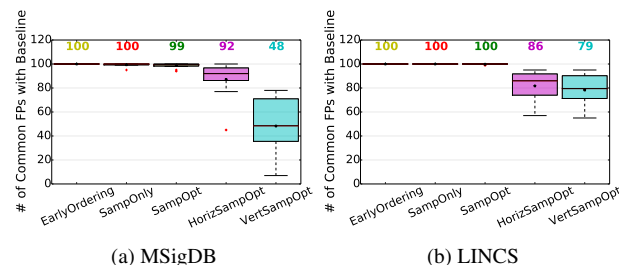 120 100 100 99 92 48
100
80
60
40
20
0
# of Common FPs with Baseline
EarlyOrdering SampOnly SampOpt HorizSampOpt VertSampOpt
(a) MSigDB
120 100 100 100 86 79
100
80
60
40
20
0
# of Common FPs with Baseline
EarlyOrdering SampOnly SampOpt HorizSampOpt VertSampOpt
(b) LINCS